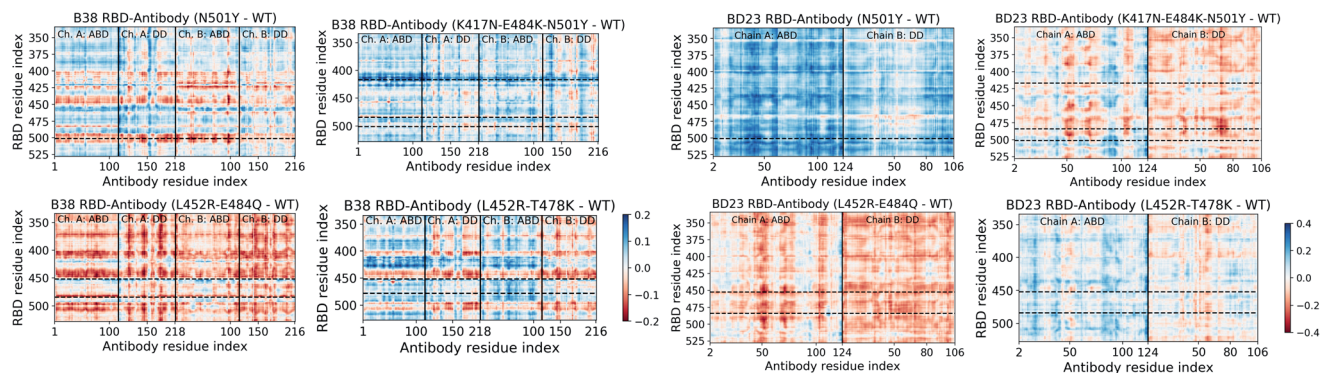 B38 RBD-Antibody (N501Y - WT)
Ch. A: ABD Ch. A: DD Ch. B: ABD Ch. B: DD
RBD residue index
350
375
400
425
450
475
500
525
1 100 150 218 100 150 216
Antibody residue index
B38 RBD-Antibody (K417N-E484K-N501Y - WT)
Ch. A: ABD Ch. A: DD Ch. B: ABD Ch. B: DD
RBD residue index
350
400
450
500
1 100 150 218 100 150 216
Antibody residue index
BD23 RBD-Antibody (N501Y - WT)
Chain A: ABD Chain B: DD
RBD residue index
350
375
400
425
450
475
500
525
2 50 100 124 50 80 106
Antibody residue index
BD23 RBD-Antibody (K417N-E484K-N501Y - WT)
Chain A: ABD Chain B: DD
RBD residue index
350
375
400
425
450
475
500
525
2 50 100 124 50 80 106
Antibody residue index
B38 RBD-Antibody (L452R-E484Q - WT)
Ch. A: ABD Ch. A: DD Ch. B: ABD Ch. B: DD
RBD residue index
350
400
450
500
1 100 150 218 100 150 216
Antibody residue index
B38 RBD-Antibody (L452R-T478K - WT)
Ch. A: ABD Ch. A: DD Ch. B: ABD Ch. B: DD
RBD residue index
350
400
450
500
1 100 150 218 100 150 216
Antibody residue index
0.2
0.1
0.0
−0.1
−0.2
BD23 RBD-Antibody (L452R-E484Q - WT)
Chain A: ABD Chain B: DD
RBD residue index
350
375
400
425
450
475
500
525
2 50 100 124 50 80 106
Antibody residue index
BD23 RBD-Antibody (L452R-T478K - WT)
Chain A: ABD Chain B: DD
RBD residue index
350
400
450
500
2 50 100 124 50 80 106
Antibody residue index
0.4
0.2
0.0
−0.2
−0.4